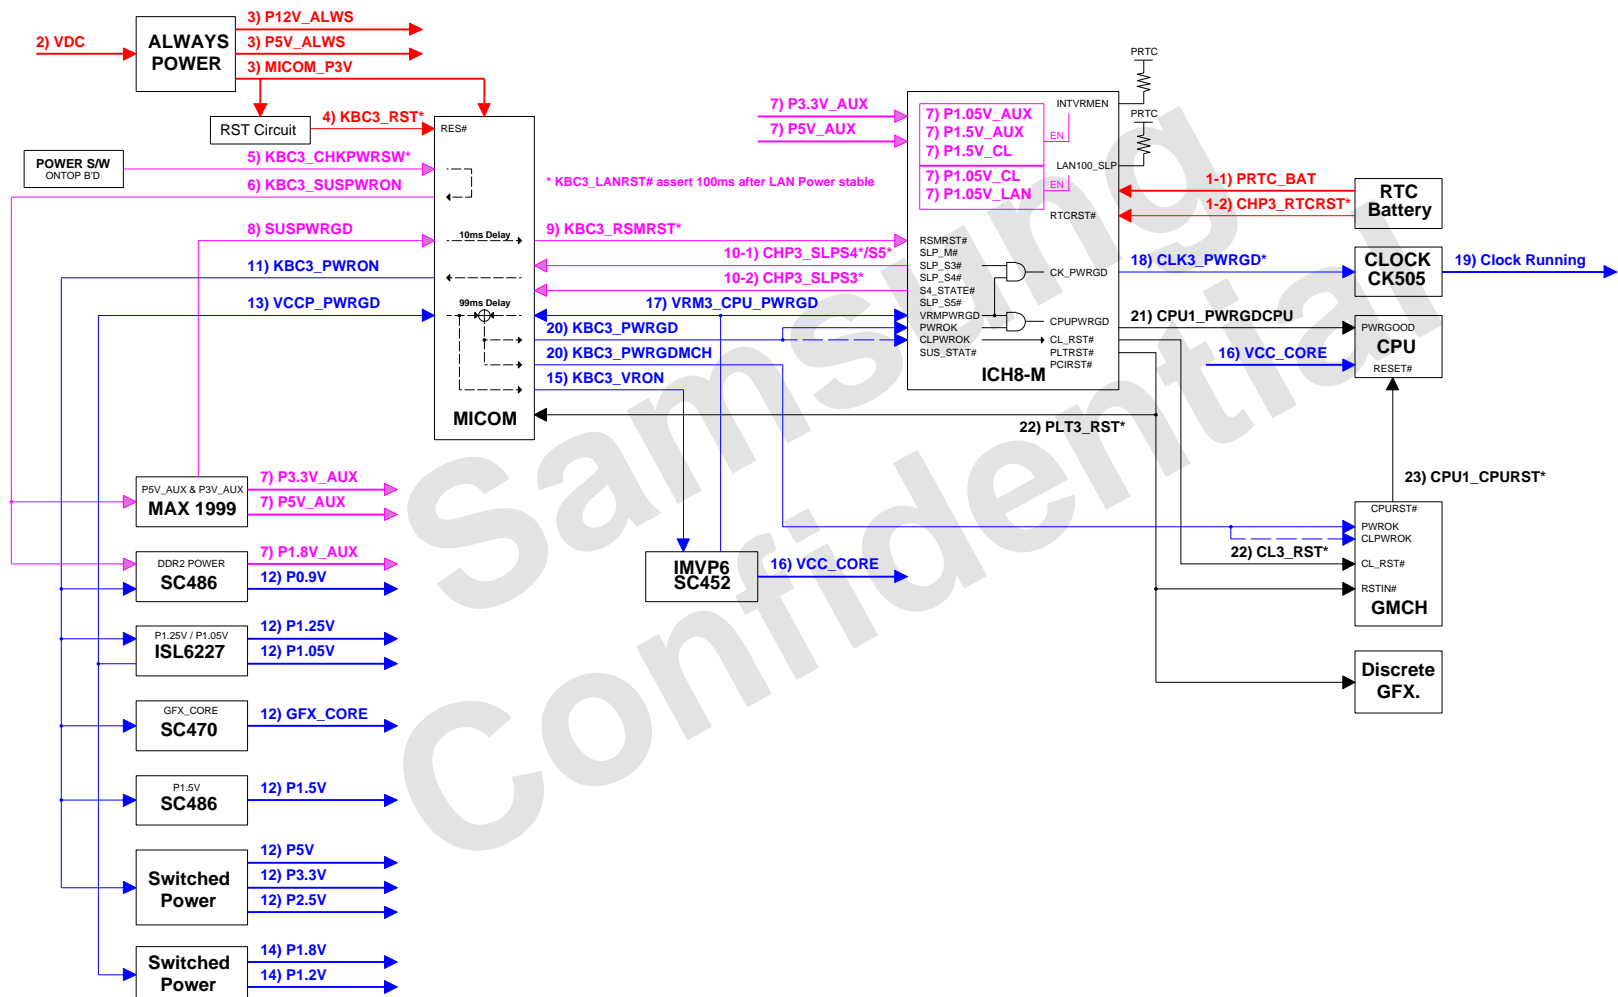 2) VDC
ALWAYS
POWER
3) P12V_ALWS
3) P5V_ALWS
3) MICOM_P3V
RST Circuit
4) KBC3_RST*
RES#
POWER S/W
ONTOP B'D
5) KBC3_CHKPWRSW*
6) KBC3_SUSPWRON
8) SUSPWRGD
10ms Delay
11) KBC3_PWRON
13) VCCP_PWRGD
99ms Delay
MICOM
* KBC3_LANRST# assert 100ms after LAN Power stable
9) KBC3_RSMRST*
10-1) CHP3_SLPS4*/S5*
10-2) CHP3_SLPS3*
17) VRM3_CPU_PWRGD
20) KBC3_PWRGD
20) KBC3_PWRGDMCH
15) KBC3_VRON
7) P3.3V_AUX
7) P5V_AUX
7) P1.05V_AUX
7) P1.5V_AUX
7) P1.5V_CL
EN
7) P1.05V_CL
7) P1.05V_LAN
EN
PRTC
INTVRMEN
PRTC
LAN100_SLP
RTCRST#
RSMRST#
SLP_M#
SLP_S3#
SLP_S4#
S4_STATE#
SLP_S5#
VRMPWRGD
PWROK
CLPWROK
SUS_STAT#
CK_PWRGD
CPUPWRGD
CL_RST#
PLTRST#
PCIRST#
ICH8-M
1-1) PRTC_BAT
1-2) CHP3_RTCRST*
RTC
Battery
18) CLK3_PWRGD*
CLOCK
CK505
19) Clock Running
21) CPU1_PWRGDCPU
16) VCC_CORE
PWRGOOD
CPU
RESET#
22) PLT3_RST*
23) CPU1_CPURST*
CPURST#
PWROK
CLPWROK
22) CL3_RST*
CL_RST#
RSTIN#
GMCH
Discrete
GFX.
P5V_AUX & P3V_AUX
MAX 1999
7) P3.3V_AUX
7) P5V_AUX
DDR2 POWER
SC486
7) P1.8V_AUX
12) P0.9V
IMVP6
SC452
16) VCC_CORE
P1.25V / P1.05V
ISL6227
12) P1.25V
12) P1.05V
GFX_CORE
SC470
12) GFX_CORE
P1.5V
SC486
12) P1.5V
Switched
Power
12) P5V
12) P3.3V
12) P2.5V
Switched
Power
14) P1.8V
14) P1.2V
Samsung
Confidential